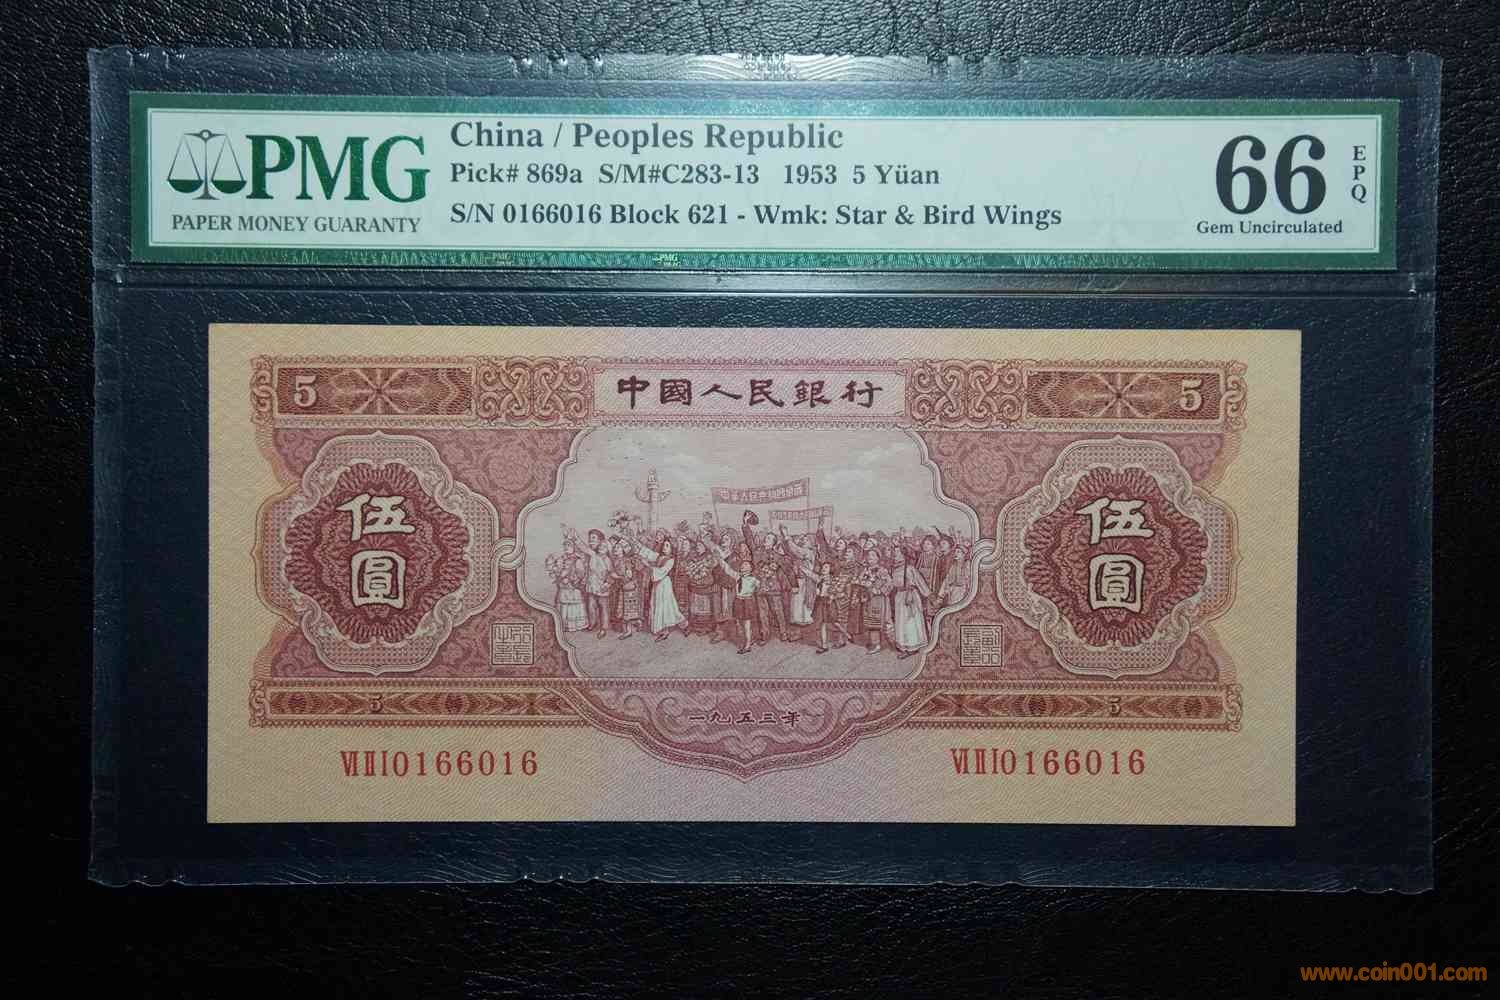 PMG
PAPER MONEY GUARANTY
China / Peoples Republic
Pick# 869a S/M#C283-13 1953 5 Yüan
S/N 0166016 Block 621 - Wmk: Star & Bird Wings
66
EPQ
Gem Uncirculated
5
中國人民銀行
5
伍圓
伍圓
5
一九五三年
5
VI II I 0166016
VI II I 0166016
www.coin001.com